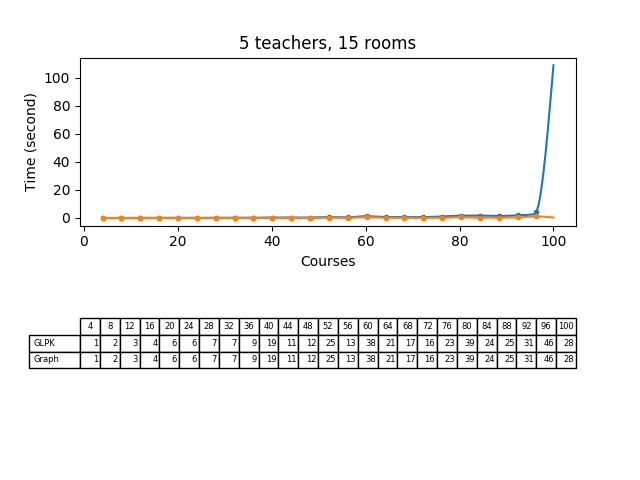 5 teachers, 15 rooms
100
80
60
40
20
0
Time (second)
0 20 40 60 80 100
Courses
4 8 12 16 20 24 28 32 36 40 44 48 52 56 60 64 68 72 76 80 84 88 92 96 100
GLPK 1 2 3 4 6 6 7 7 9 19 11 12 25 13 38 21 17 16 23 39 24 25 31 46 28
Graph 1 2 3 4 6 6 7 7 9 19 11 12 25 13 38 21 17 16 23 39 24 25 31 46 28